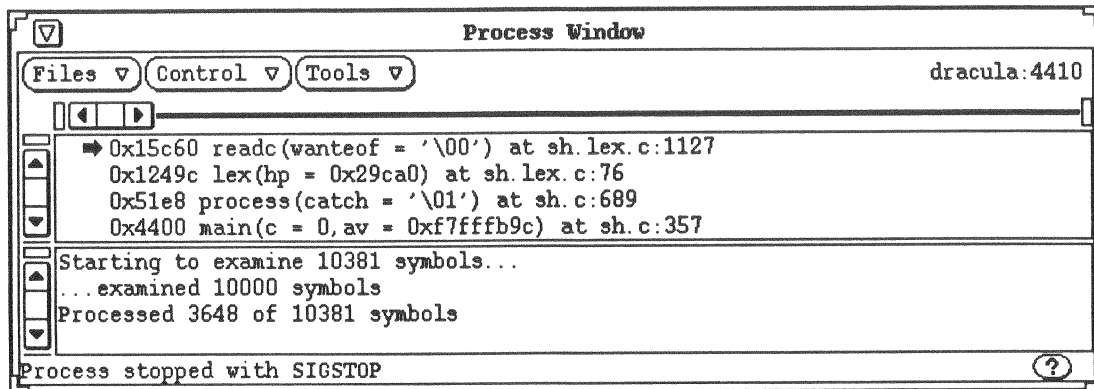 Process Window
Files Control Tools dracula:4410
0x15c60 readc(wanteof = '\00') at sh.lex.c:1127
0x1249c lex(hp = 0x29ca0) at sh.lex.c:76
0x51e8 process(catch = '\01') at sh.c:689
0x4400 main(c = 0,av = 0xf7fffb9c) at sh.c:357
Starting to examine 10381 symbols...
...examined 10000 symbols
Processed 3648 of 10381 symbols
Process stopped with SIGSTOP ?